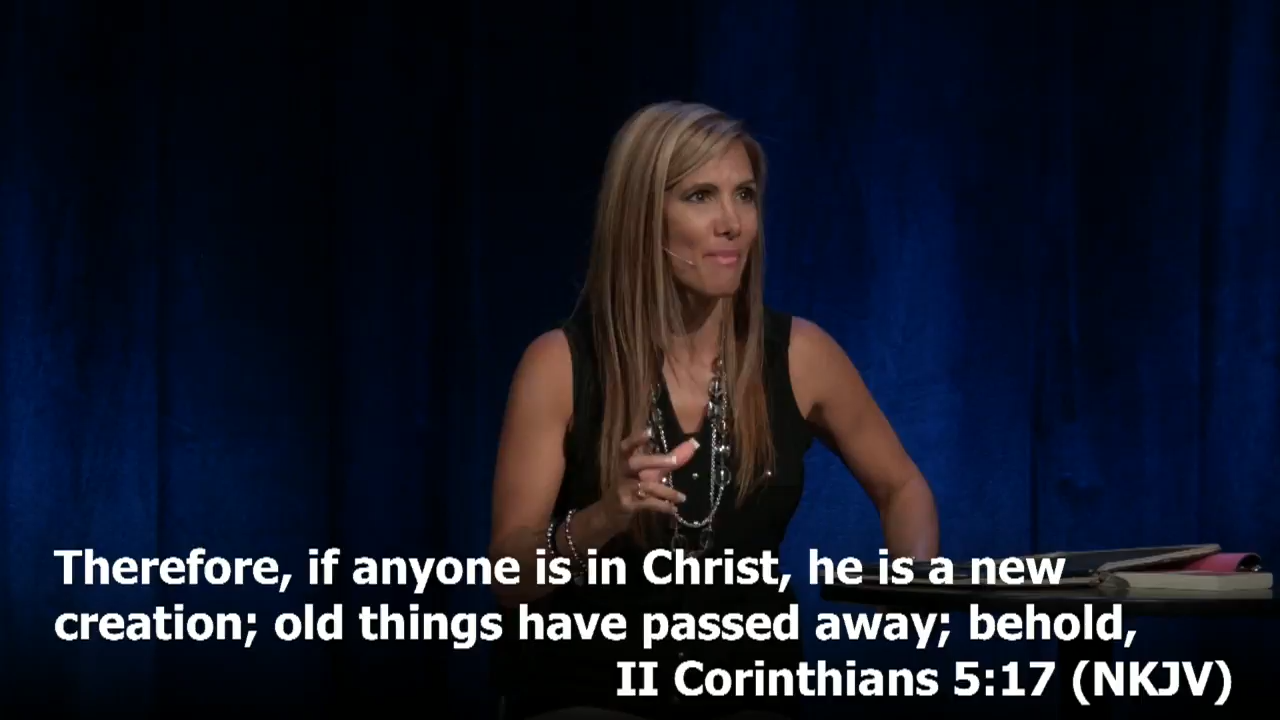 Therefore, if anyone is in Christ, he is a new
creation; old things have passed away; behold,
II Corinthians 5:17 (NKJV)